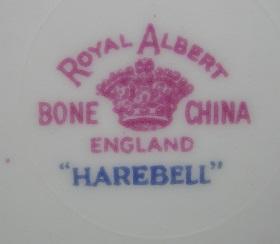 ROYAL ALBERT
BONE CHINA
ENGLAND
"HAREBELL"